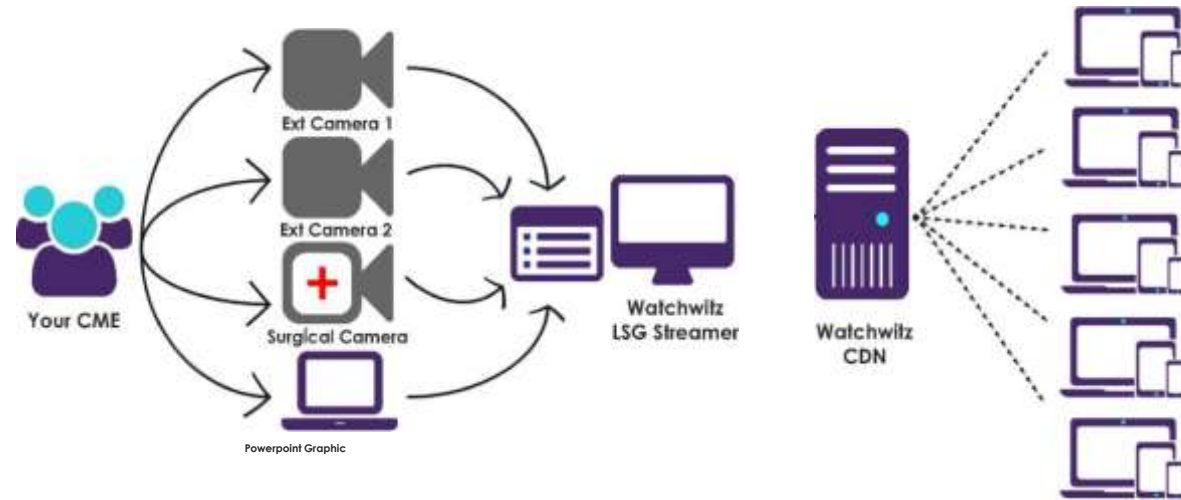 Ext Camera 1
Ext Camera 2
Your CME
Surgical Camera
Powerpoint Graphic
Watchwitz
LSG Streamer
Watchwitz
CDN